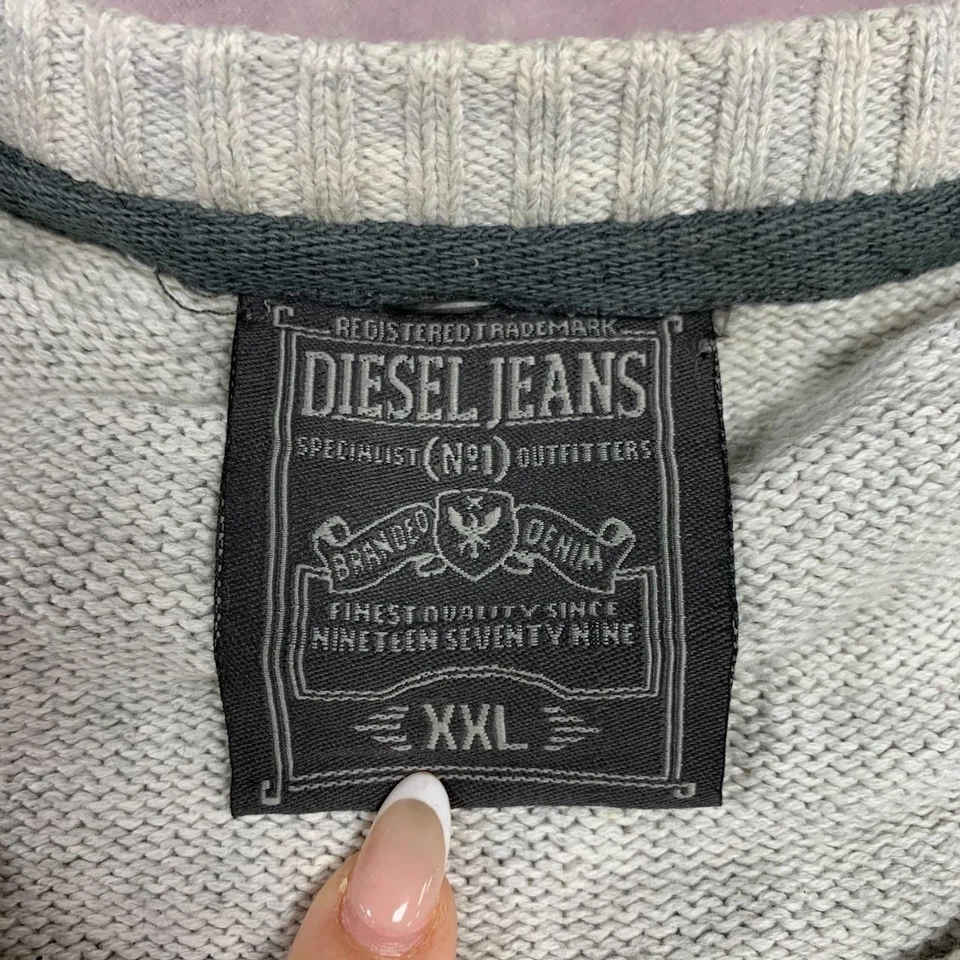 REGISTERED TRADEMARK
DIESEL JEANS
SPECIALIST (Nº1) OUTFITTERS
BRANDED DENIM
FINEST QUALITY SINCE
NINETEEN SEVENTY NINE
XXL